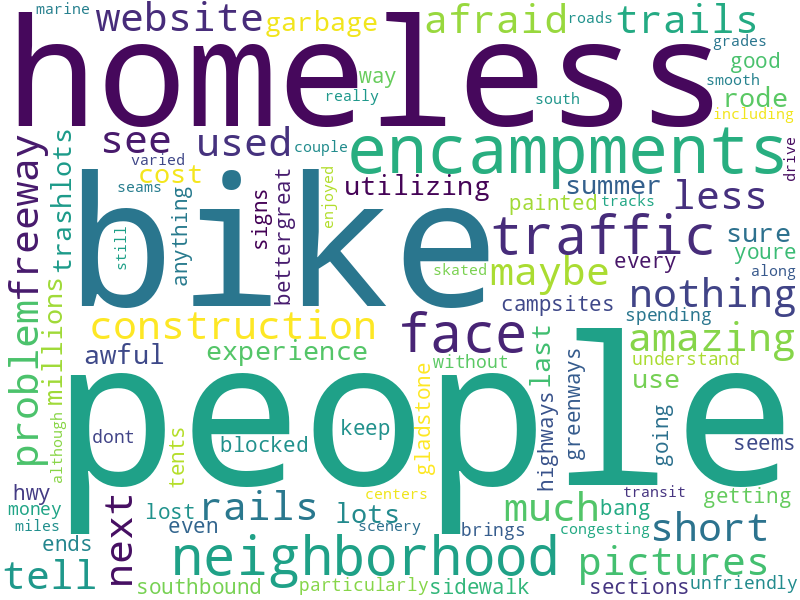 marine
website
garbage
afraid
roads
trails
homeless
way
really
south
grades
good
smooth
rode
including
freeway
trashlots
see
used
couple
encampments
drive
varied
cost
seams
anything
signs
bettergreat
enjoyed
utilizing
summer
less
painted
tracks
still
bike
traffic
sure
youre
skated
maybe
every
along
campsites
nothing
spending
problem
millions
construction
face
last
amazing
awful
experience
without
understand
use
gladstone
highways
greenways
going
people
although
dont
blocked
keep
seems
tents
hwy
money
miles
next
lost
even
rails
lots
centers
scenery
brings
much
bang
congesting
transit
getting
short
ends
tell
neighborhood
southbound
particularly
sidewalk
pictures
sections
unfriendly